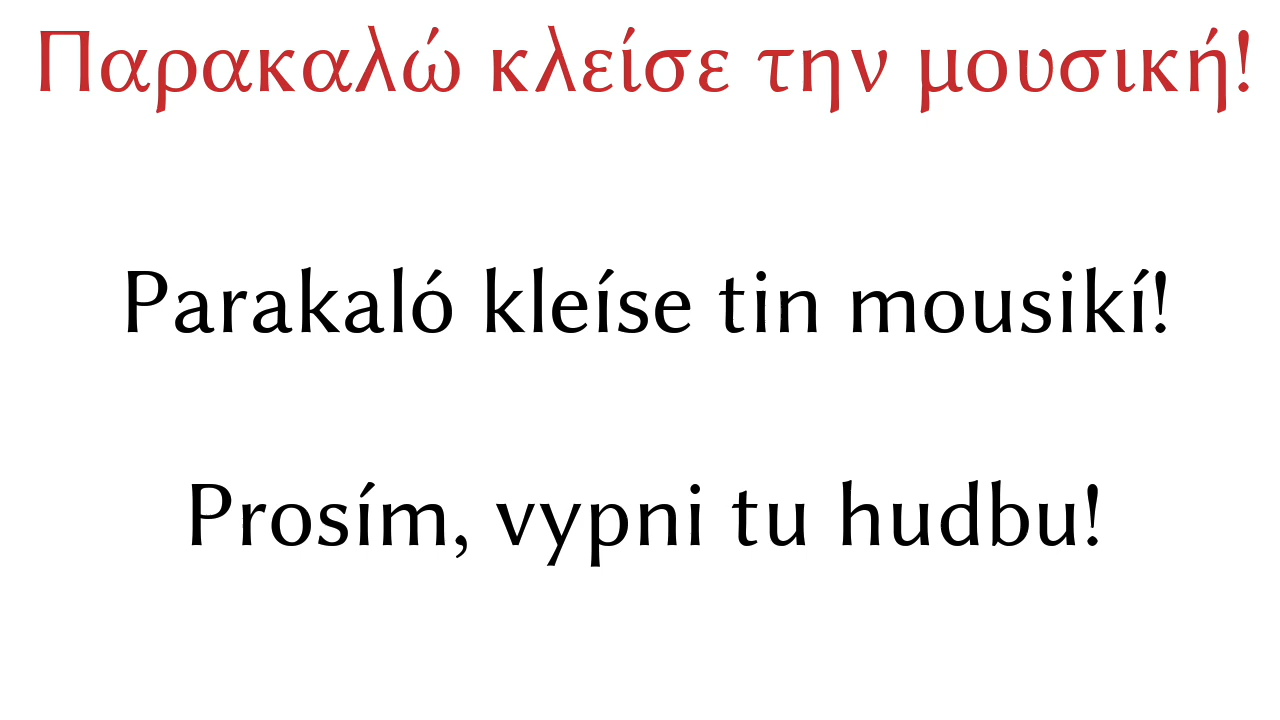 Παρακαλώ κλείσε την μουσική!
Parakaló kleíse tin mousikí!
Prosím, vypni tu hudbu!